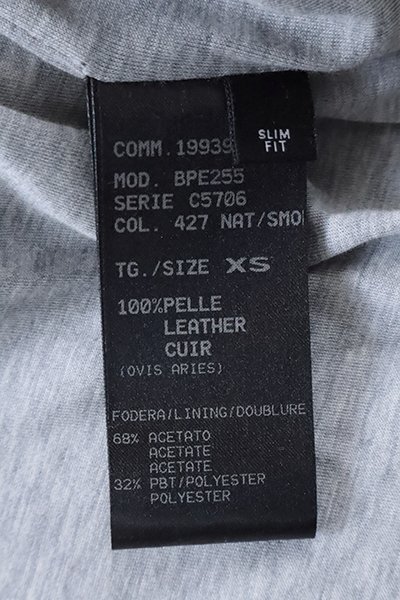 SLIM
FIT
COMM.19939
MOD. BPE255
SERIE C5706
COL. 427 NAT/SMO
TG./SIZE XS
100%PELLE
LEATHER
CUIR
(OVIS ARIES)
FODERA/LINING/DOUBLURE
68% ACETATO
ACETATE
ACETATE
32% PBT/POLYESTER
POLYESTER